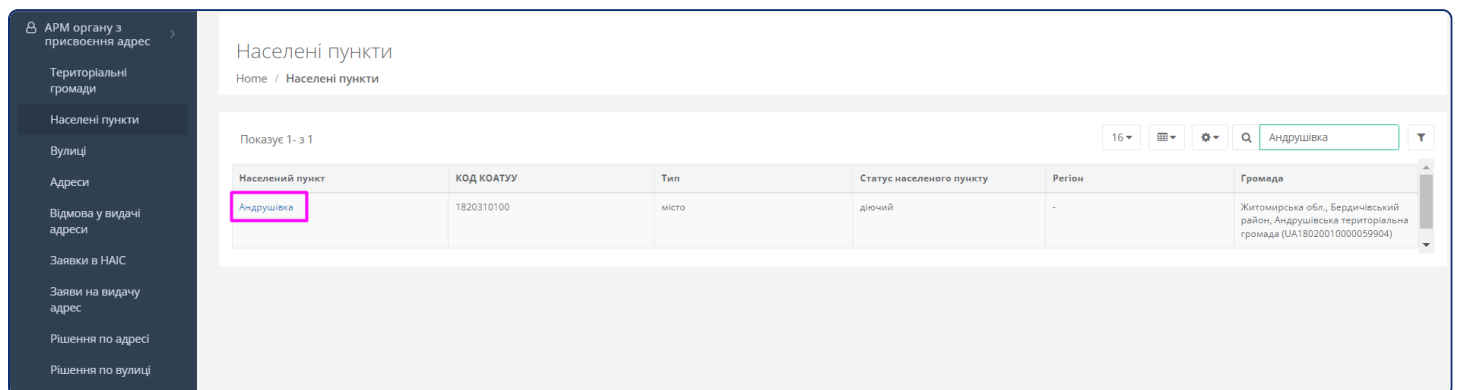 АРМ органу з
присвоєння адрес
Територіальні
громади
Населені пункти
Вулиці
Адреси
Відмова у видачі
адреси
Заявки в НАІС
Заяви на видачу
адрес
Рішення по адресі
Рішення по вулиці
Населені пункти
Home / Населені пункти
Показує 1- з 1
16
Андрушівка
Населений пункт КОД КОАТУУ Тип Статус населеного пункту Регіон Громада
Андрушівка 1820310100 місто діючий - Житомирська обл., Бердичівський
район, Андрушівська територіальна
громада (UA18020010000059904)